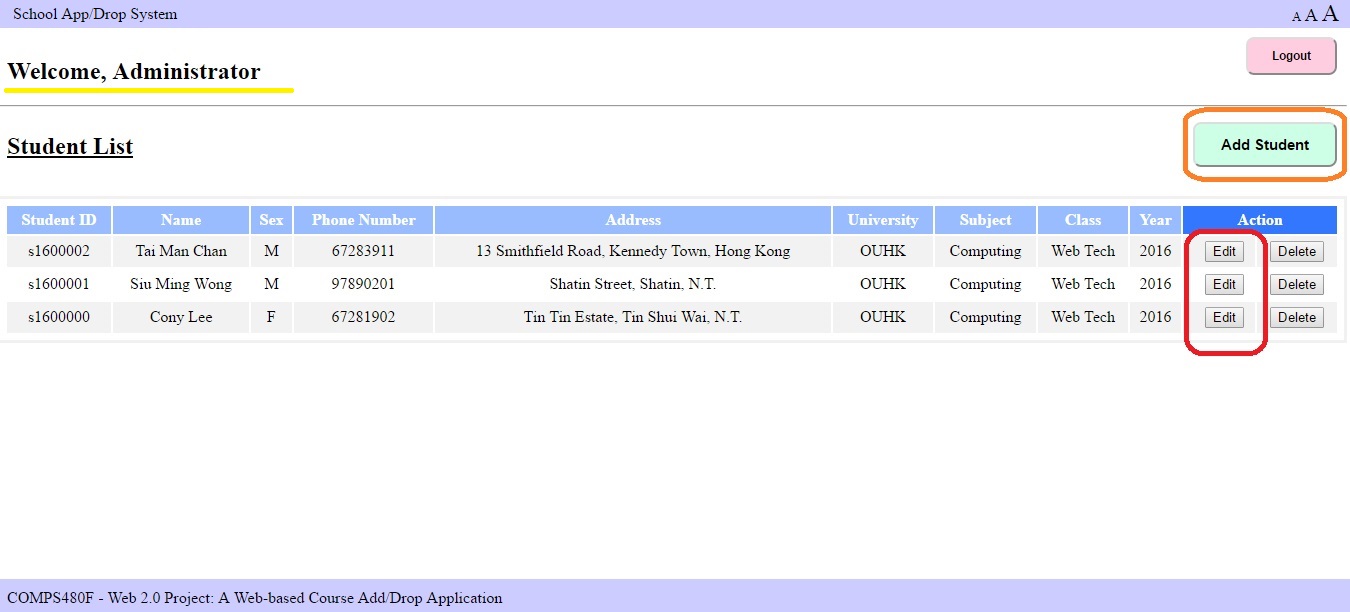 School App/Drop System A A A
Logout
Welcome, Administrator
Student List
Add Student
Student ID Name Sex Phone Number Address University Subject Class Year Action
s1600002 Tai Man Chan M 67283911 13 Smithfield Road, Kennedy Town, Hong Kong OUHK Computing Web Tech 2016 Edit Delete
s1600001 Siu Ming Wong M 97890201 Shatin Street, Shatin, N.T. OUHK Computing Web Tech 2016 Edit Delete
s1600000 Cony Lee F 67281902 Tin Tin Estate, Tin Shui Wai, N.T. OUHK Computing Web Tech 2016 Edit Delete
COMPS480F - Web 2.0 Project: A Web-based Course Add/Drop Application